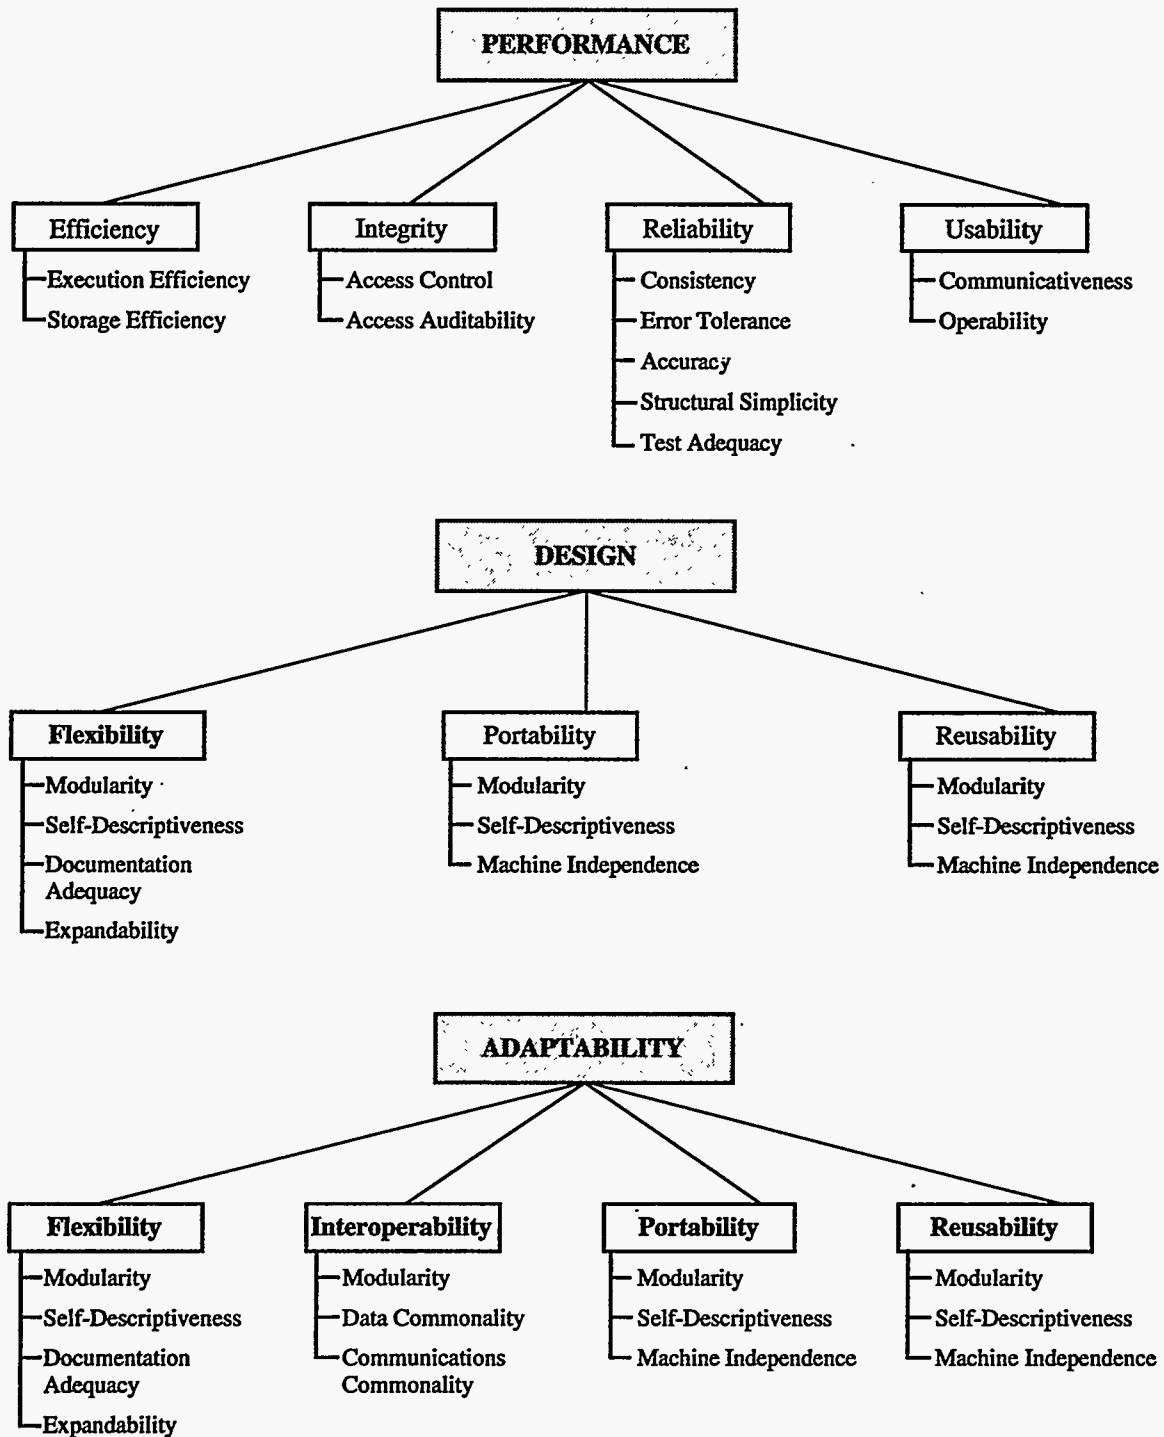 PERFORMANCE
Efficiency
Execution Efficiency
Storage Efficiency
Integrity
Access Control
Access Auditability
Reliability
Consistency
Error Tolerance
Accuracy
Structural Simplicity
Test Adequacy
Usability
Communicativeness
Operability
DESIGN
Flexibility
Modularity
Self-Descriptiveness
Documentation
Adequacy
Expandability
Portability
Modularity
Self-Descriptiveness
Machine Independence
Reusability
Modularity
Self-Descriptiveness
Machine Independence
ADAPTABILITY
Flexibility
Modularity
Self-Descriptiveness
Documentation
Adequacy
Expandability
Interoperability
Modularity
Data Commonality
Communications
Commonality
Portability
Modularity
Self-Descriptiveness
Machine Independence
Reusability
Modularity
Self-Descriptiveness
Machine Independence